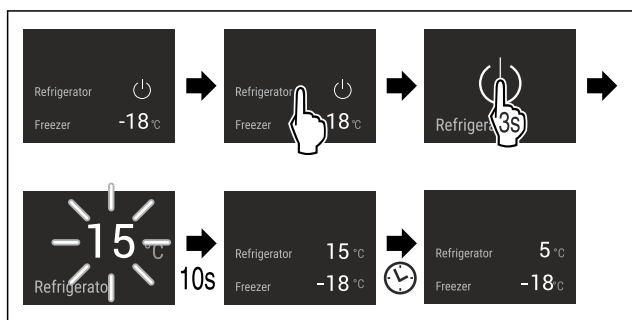 Refrigerator
Freezer -18 °C
Refrigerator
Freezer 18 °C
Refrigera 3s
15 °C
Refrigerato
10s
Refrigerator 15 °C
Freezer -18 °C
Refrigerator 5 °C
Freezer -18°C